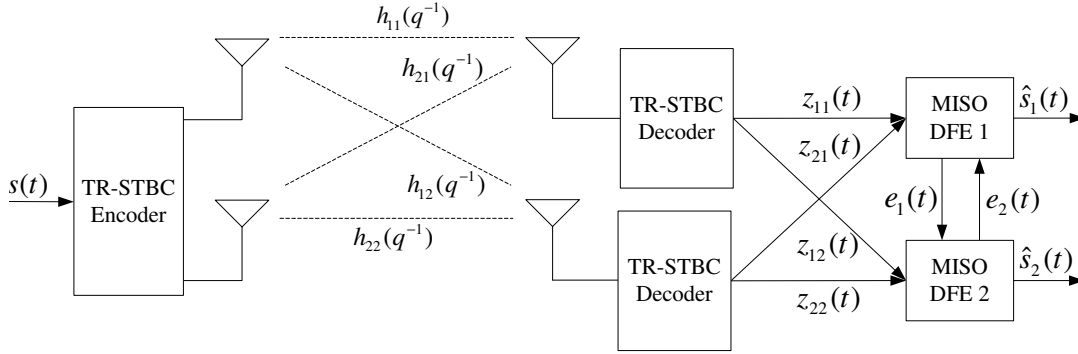 h₁₁(q⁻¹)
h₂₁(q⁻¹)
h₁₂(q⁻¹)
h₂₂(q⁻¹)
s(t)
TR-STBC
Encoder
TR-STBC
Decoder
TR-STBC
Decoder
z₁₁(t)
z₂₁(t)
z₁₂(t)
z₂₂(t)
MISO
DFE 1
ŝ₁(t)
e₁(t)
e₂(t)
MISO
DFE 2
ŝ₂(t)